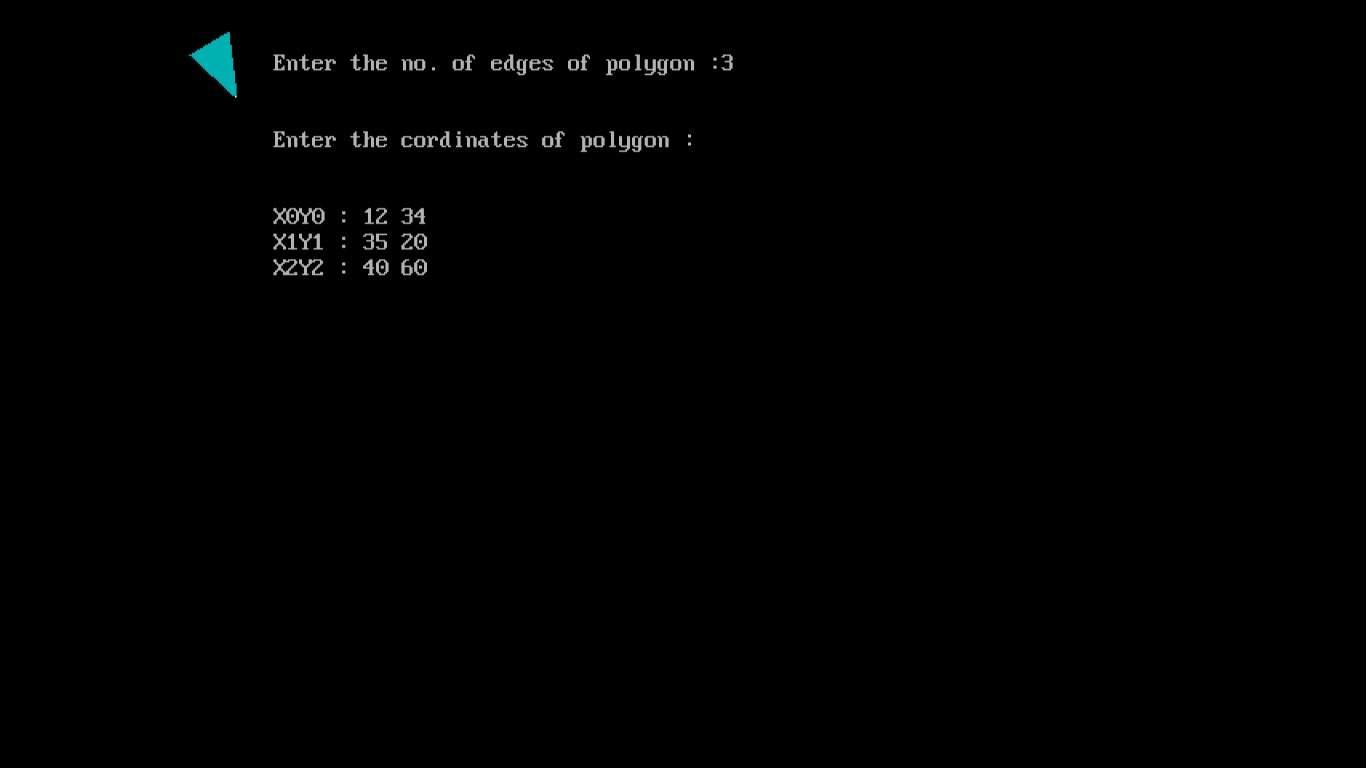 Enter the no. of edges of polygon :3
Enter the cordinates of polygon :
X0Y0 : 12 34
X1Y1 : 35 20
X2Y2 : 40 60